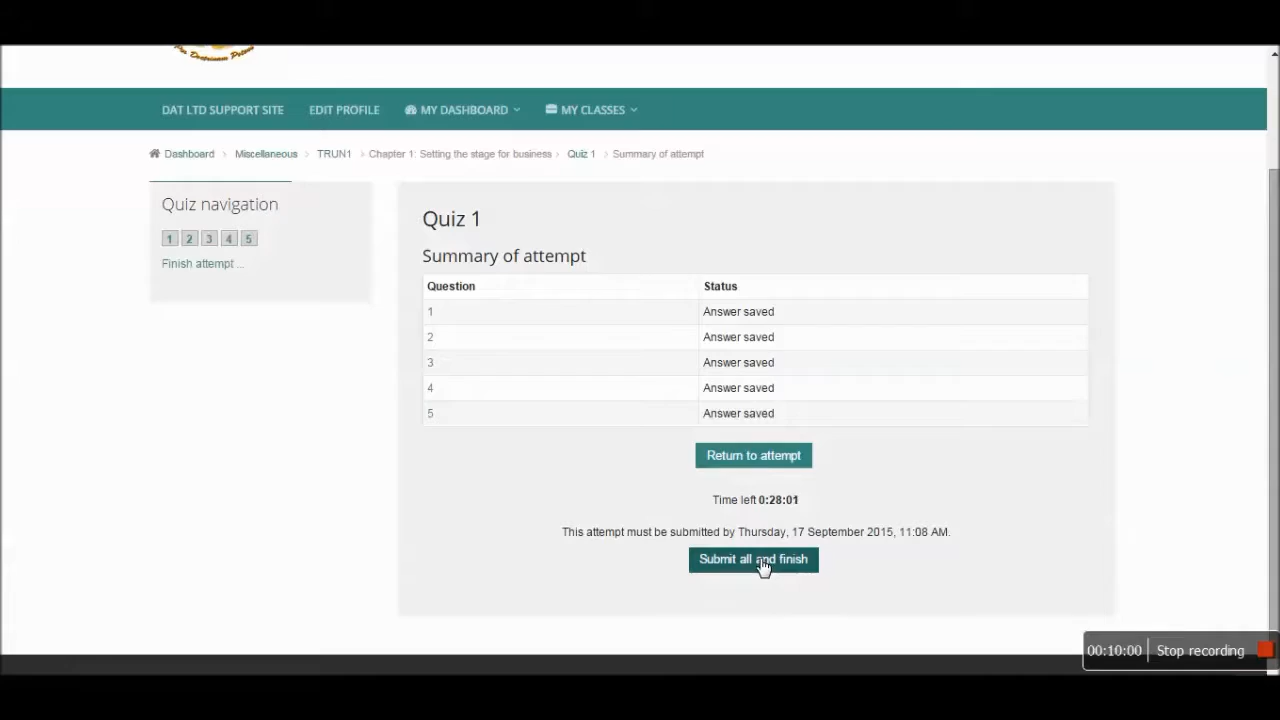 DAT LTD SUPPORT SITE EDIT PROFILE MY DASHBOARD MY CLASSES
Dashboard Miscellaneous TRUN1 Chapter 1: Setting the stage for business Quiz 1 Summary of attempt
Quiz navigation
1 2 3 4 5
Finish attempt ...
Quiz 1
Summary of attempt
Question Status
1 Answer saved
2 Answer saved
3 Answer saved
4 Answer saved
5 Answer saved
Return to attempt
Time left 0:28:01
This attempt must be submitted by Thursday, 17 September 2015, 11:08 AM.
Submit all and finish
00:10:00 Stop recording